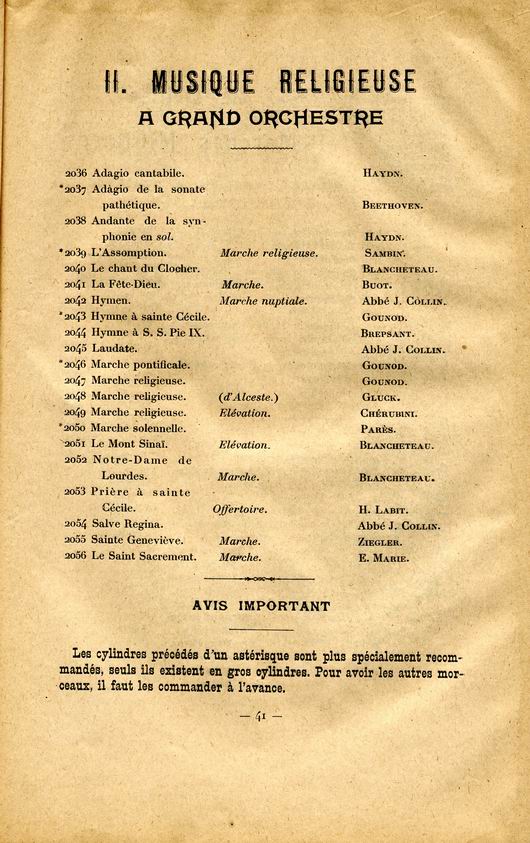 II. MUSIQUE RELIGIEUSE
A GRAND ORCHESTRE
2036 Adagio cantabile. HAYDN.
*2037 Adagio de la sonate
pathétique. BEETHOVEN.
2038 Andante de la syn-
phonie en sol. HAYDN.
*2039 L'Assomption. Marche religieuse. SAMBIN.
2040 Le chant du Clocher. BLANCHETEAU.
2041 La Fête-Dieu. Marche. BUOT.
2042 Hymen. Marche nuptiale. Abbé J. COLLIN.
*2043 Hymne à sainte Cécile. GOUNOD.
2044 Hymne à S. S. Pie IX. BREPSANT.
2045 Laudate. Abbé J. COLLIN.
*2046 Marche pontificale. GOUNOD.
2047 Marche religieuse. GOUNOD.
2048 Marche religieuse. (d'Alceste.) GLUCK.
2049 Marche religieuse. Elévation. CHÉRUBINI.
*2050 Marche solennelle. PARÈS.
2051 Le Mont Sinaï. Elévation. BLANCHETEAU.
2052 Notre-Dame de
Lourdes. Marche. BLANCHETEAU.
2053 Prière à sainte
Cécile. Offertoire. H. LABIT.
2054 Salve Regina. Abbé J. COLLIN.
2055 Sainte Geneviève. Marche. ZIEGLER.
2056 Le Saint Sacrement. Marche. E. MARIE.
AVIS IMPORTANT
Les cylindres précédés d'un astérisque sont plus spécialement recom-
mandés, seuls ils existent en gros cylindres. Pour avoir les autres mor-
ceaux, il faut les commander à l'avance.
— 41 —